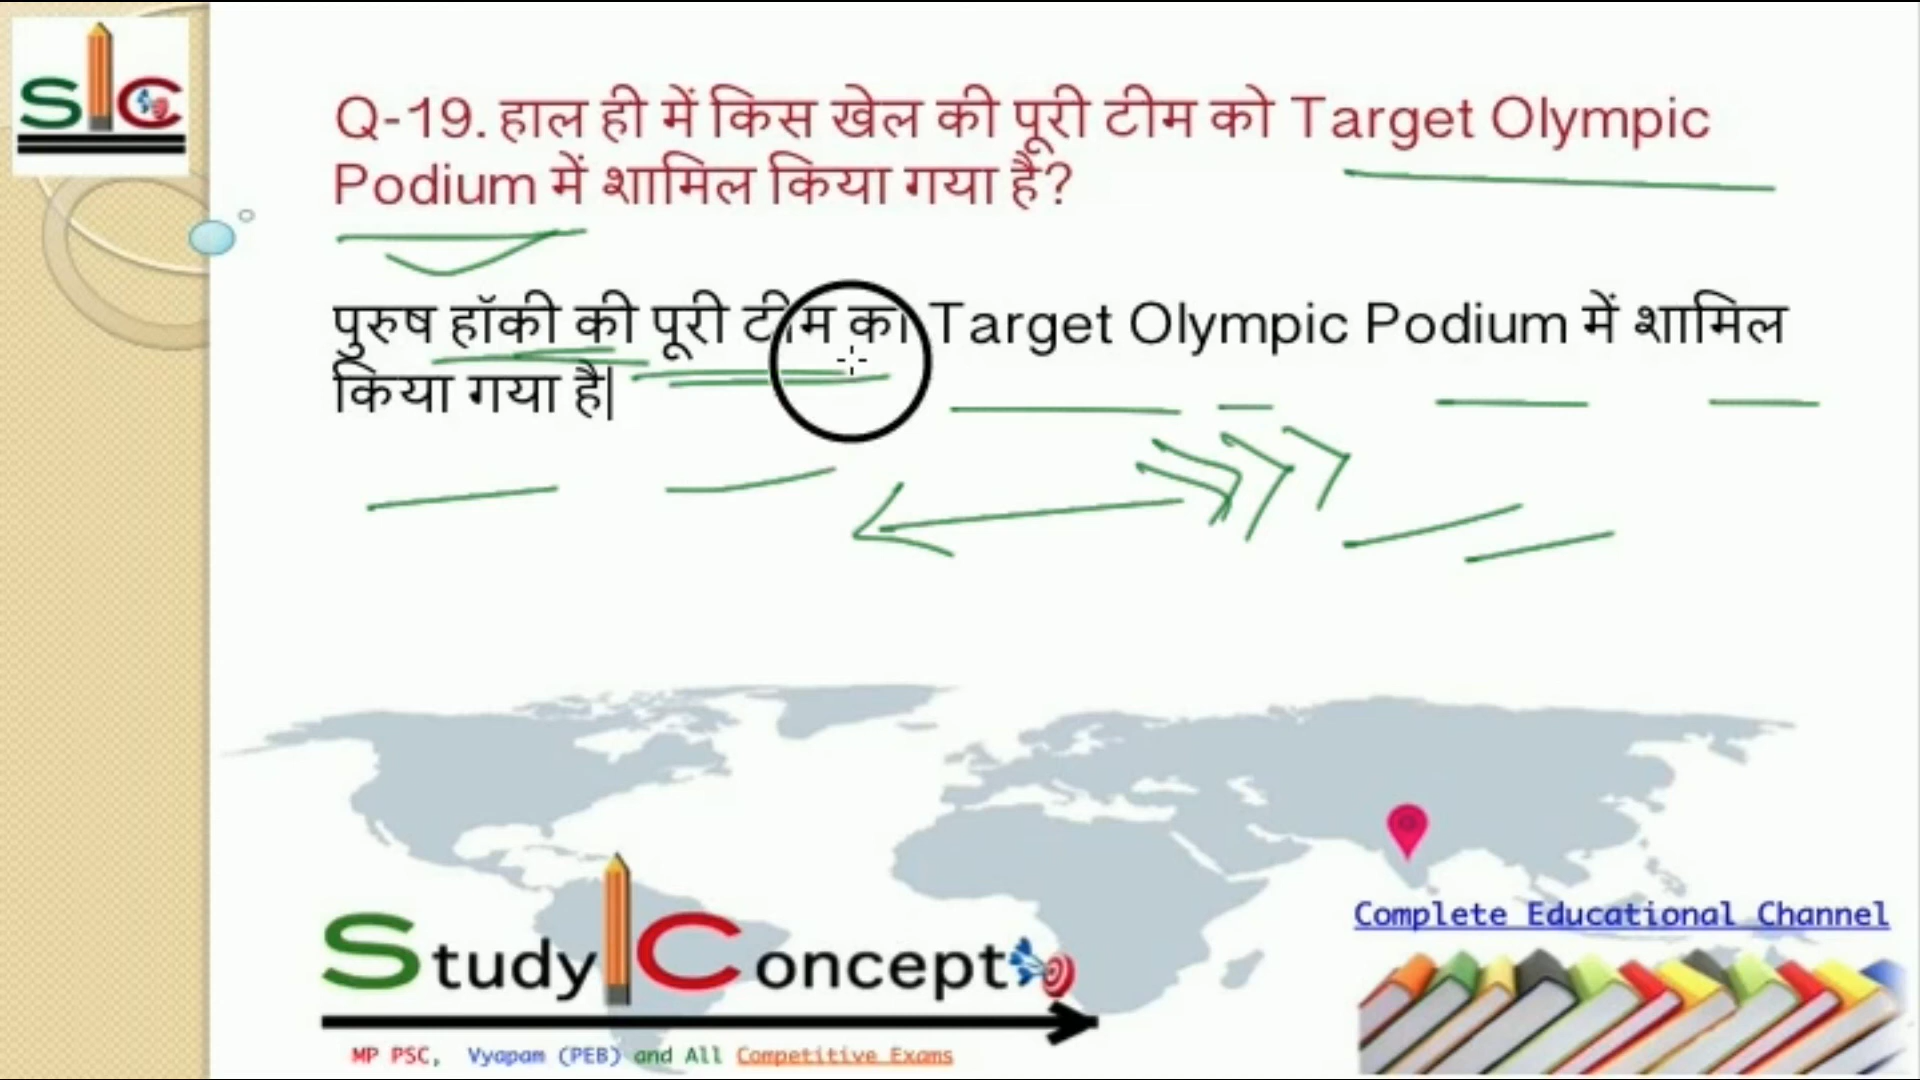 SC
Q-19. हाल ही में किस खेल की पूरी टीम को Target Olympic
Podium में शामिल किया गया है?
पुरुष हॉकी की पूरी टीम को Target Olympic Podium में शामिल
किया गया है|
Complete Educational Channel
Study Concept
MP PSC, Vyapam (PEB) and All Competitive Exams